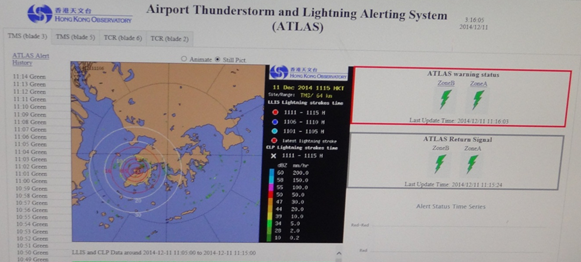 香港天文台
HONG KONG OBSERVATORY
Airport Thunderstorm and Lightning Alerting System
(ATLAS)
2014/12/11
TMS (blade 3)
TMS (blade 5)
TCR (blade 6)
TCR (blade 2)
ATLAS Alert
History
Animate
Still Pict
11:14 Green
11:13 Green
11:12 Green
11:11 Green
11:10 Green
11:09 Green
11:08 Green
11:07 Green
11:06 Green
11:05 Green
11:04 Green
11:03 Green
11:02 Green
11:01 Green
11:00 Green
10:59 Green
10:58 Green
10:57 Green
10:56 Green
10:55 Green
10:54 Green
10:53 Green
10:52 Green
10:51 Green
10:50 Green
10:49 Green
香港天文台
HONG KONG OBSERVATORY
11 Dec 2014 1115 HKT
Site/Range: TMS/ 64 km
LLIS Lightning strokes time
1111 - 1115 H
1106 - 1110 H
1101 - 1105 H
latest lightning stroke
CLP Lightning strokes time
1111 - 1115H
dBZ mm/hr
60 200.0
58 150.0
55 100.0
50 50.0
47 30.0
44 20.0
39 10.0
34 5.0
28 2.0
10 0.2
LLIS and CLP Data around 2014-12-11 11:05:00 to 2014-12-11 11:15:00
ATLAS warning status
ZoneB ZoneA
Last Update Time: 2014-12-11 11:16:03
ATLAS Return Signal
ZoneB ZoneA
Last Update Time: 2014-12-11 11:15:24
Alert Status Time Series